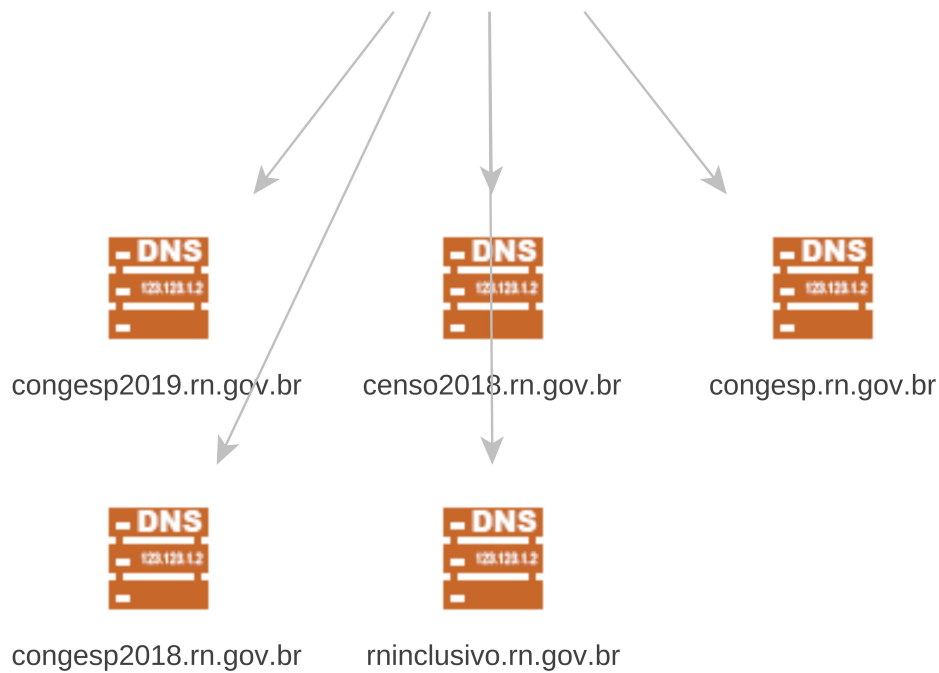 DNS DNS DNS
123.123.1.2 123.123.1.2 123.123.1.2
congesp2019.rn.gov.br censo2018.rn.gov.br congesp.rn.gov.br
DNS DNS
123.123.1.2 123.123.1.2
congesp2018.rn.gov.br rninclusivo.rn.gov.br